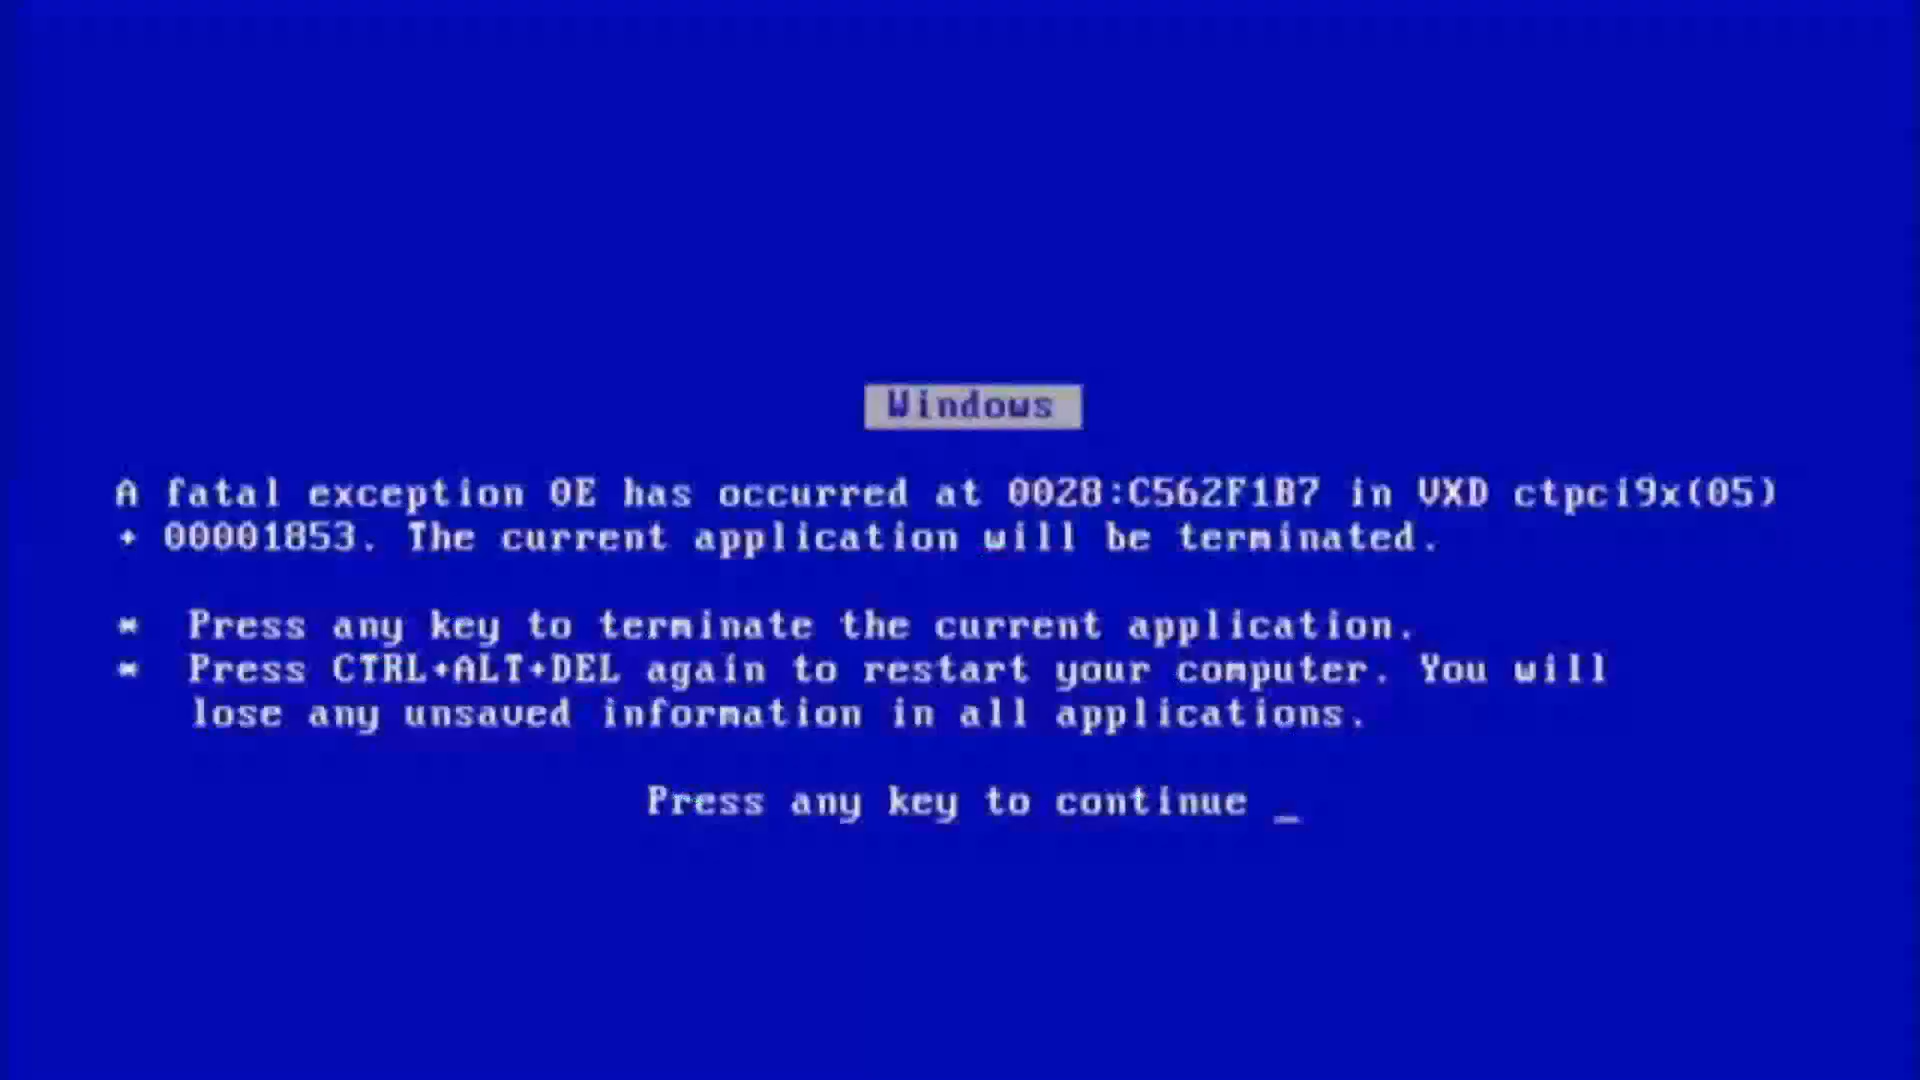 Windows
A fatal exception 0E has occurred at 0028:C562F1B7 in VXD ctpci9x(05)
+ 00001853. The current application will be terminated.
* Press any key to terminate the current application.
* Press CTRL+ALT+DEL again to restart your computer. You will
lose any unsaved information in all applications.
Press any key to continue _